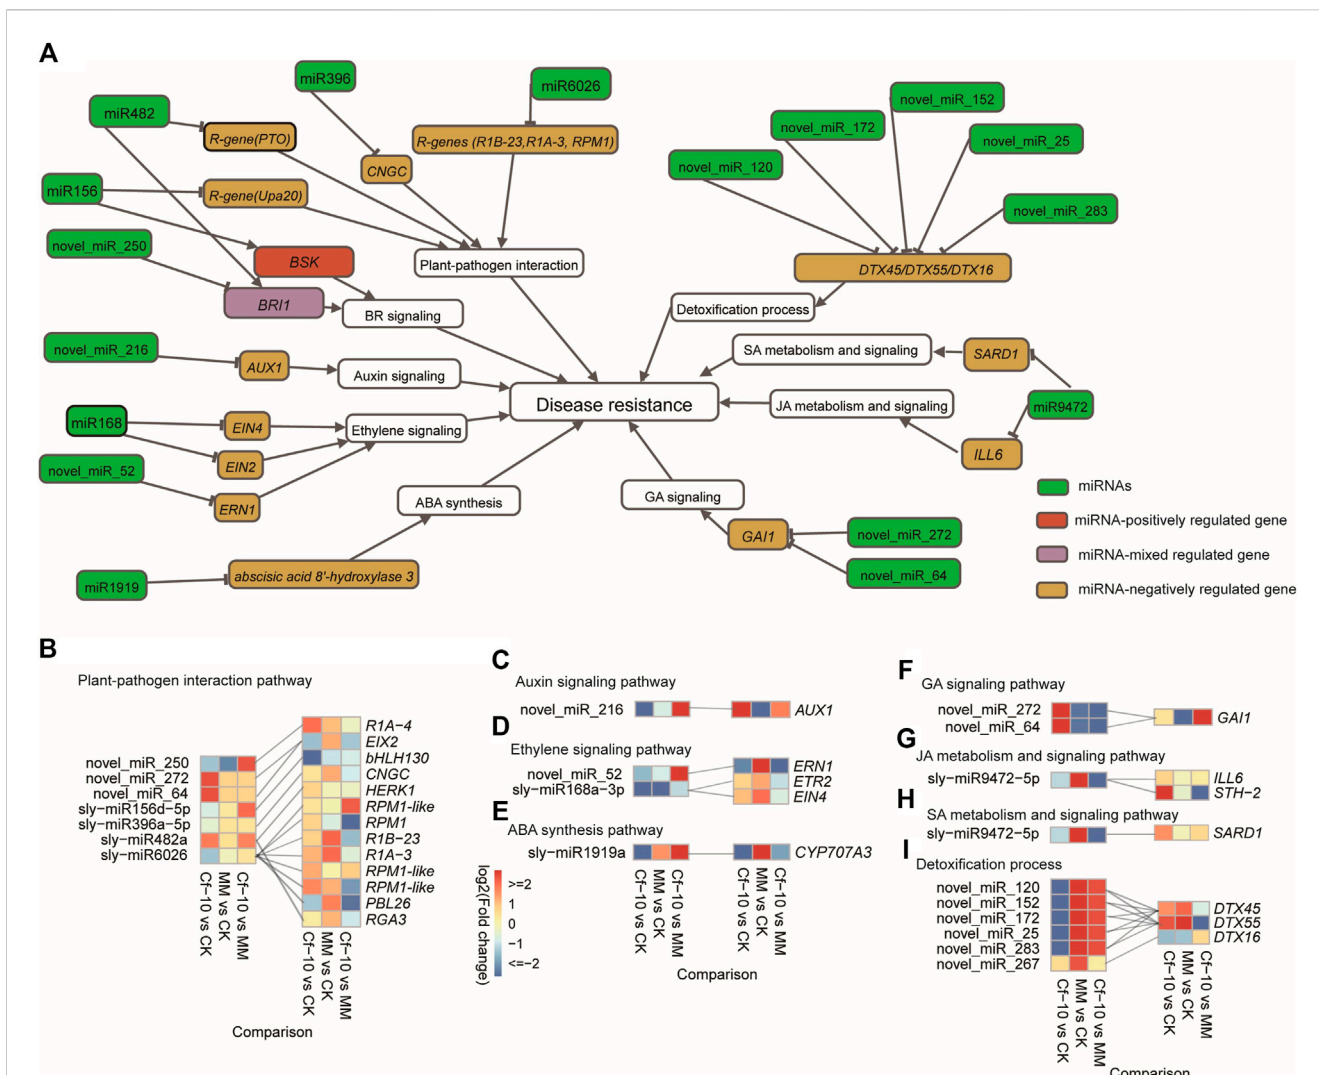 A
miR396
miR6026
novel_miR_152
miR482
novel_miR_172
novel_miR_25
R-gene(PTO)
R-genes (R1B-23,R1A-3, RPM1)
novel_miR_120
CNGC
miR156
R-gene(Upa20)
novel_miR_283
novel_miR_250
BSK
Plant-pathogen interaction
DTX45/DTX55/DTX16
BRI1
BR signaling
Detoxification process
novel_miR_216
AUX1
Auxin signaling
SA metabolism and signaling
SARD1
Disease resistance
JA metabolism and signaling
miR9472
miR168
EIN4
Ethylene signaling
EIN2
ILL6
novel_miR_52
ERN1
ABA synthesis
GA signaling
GAI1
novel_miR_272
novel_miR_64
miR1919
abscisic acid 8'-hydroxylase 3
miRNAs
miRNA-positively regulated gene
miRNA-mixed regulated gene
miRNA-negatively regulated gene
B
Plant-pathogen interaction pathway
novel_miR_250
novel_miR_272
novel_miR_64
sly-miR156d-5p
sly-miR396a-5p
sly-miR482a
sly-miR6026
R1A-4
EIX2
bHLH130
CNGC
HERK1
RPM1-like
RPM1
R1B-23
R1A-3
RPM1-like
RPM1-like
PBL26
RGA3
Cf-10 vs CK
MM vs CK
Cf-10 vs MM
Cf-10 vs CK
MM vs CK
Cf-10 vs MM
Comparison
C
Auxin signaling pathway
novel_miR_216
AUX1
D
Ethylene signaling pathway
novel_miR_52
sly-miR168a-3p
ERN1
ETR2
EIN4
E
ABA synthesis pathway
sly-miR1919a
CYP707A3
Cf-10 vs CK
MM vs CK
Cf-10 vs MM
Cf-10 vs CK
MM vs CK
Cf-10 vs MM
Comparison
log2(Fold change)
>=2
1
0
-1
<=-2
F
GA signaling pathway
novel_miR_272
novel_miR_64
GAI1
G
JA metabolism and signaling pathway
sly-miR9472-5p
ILL6
STH-2
H
SA metabolism and signaling pathway
sly-miR9472-5p
SARD1
I
Detoxification process
novel_miR_120
novel_miR_152
novel_miR_172
novel_miR_25
novel_miR_283
novel_miR_267
DTX45
DTX55
DTX16
Cf-10 vs CK
MM vs CK
Cf-10 vs MM
Cf-10 vs CK
MM vs CK
Cf-10 vs MM
Comparison